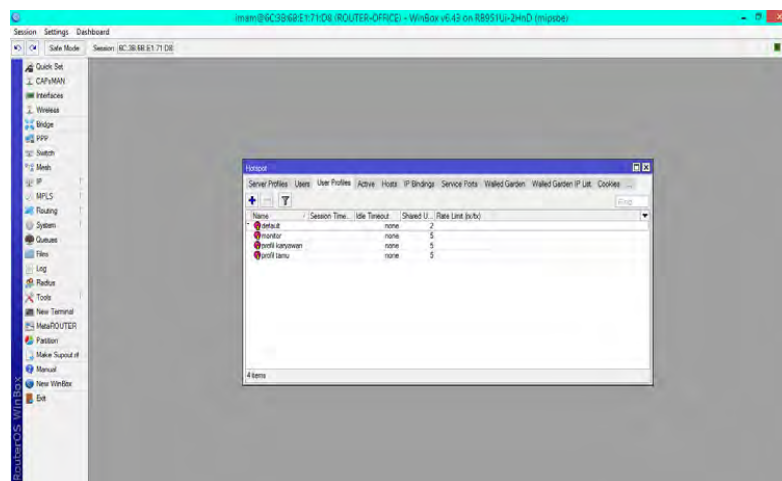 imam@6C:3B:6B:E1:71:D8 (ROUTER-OFFICE) - WinBox v6.43 on RB951Ui-2HnD (mipsbe)
Session Settings Dashboard
Safe Mode Session: 6C:3B:6B:E1:71:D8
Quick Set
CAPsMAN
Interfaces
Wireless
Bridge
PPP
Switch
Mesh
IP
MPLS
Routing
System
Queues
Files
Log
Radius
Tools
New Terminal
MetaROUTER
Partition
Make Supout.rif
Manual
New WinBox
Exit
RouterOS WinBox
Hotspot
Server Profiles Users User Profiles Active Hosts IP Bindings Service Ports Walled Garden Walled Garden IP List Cookies ...
Find
Name Session Time... Idle Timeout Shared U... Rate Limit (rx/tx)
default none 2
monitor none 5
profil karyawan none 5
profil tamu none 5
4 items